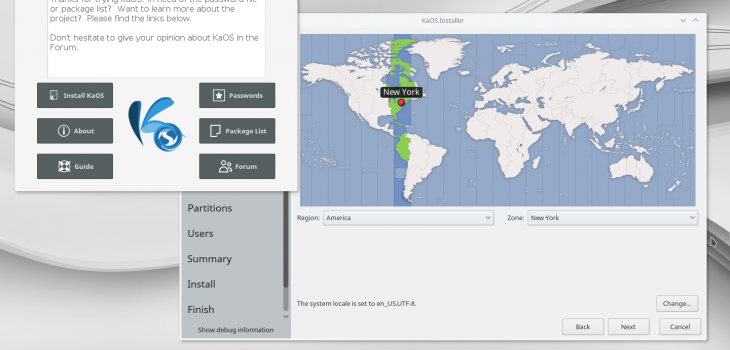 Thanks for trying KaOS. In need of the password file
or package list? Want to learn more about the
project? Please find the links below.
Don't hesitate to give your opinion about KaOS in the
Forum.
Install KaOS
Passwords
About
Package List
Guide
Forum
KaOS Installer
New York
Region:
America
Zone:
New York
Partitions
Users
Summary
Install
Finish
Show debug information
The system locale is set to en_US.UTF-8.
Change...
Back
Next
Cancel